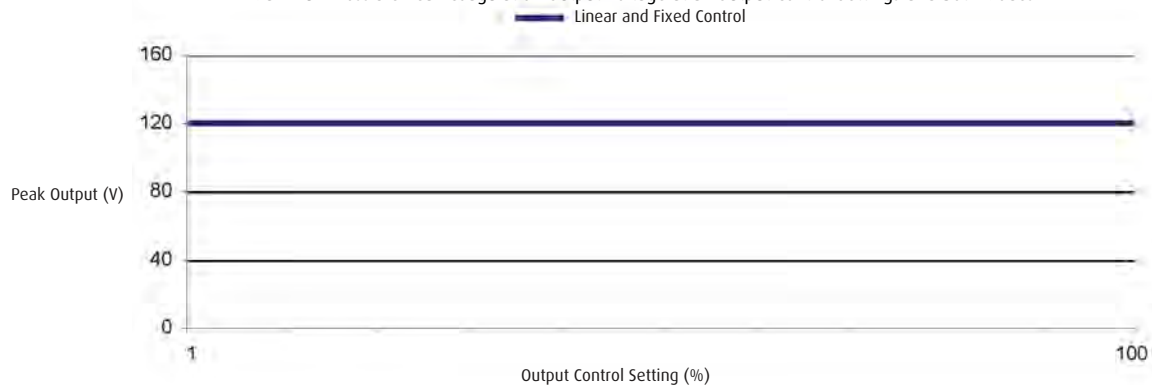 Linear and Fixed Control
160
120
Peak Output (V)
80
40
0
1
100
Output Control Setting (%)